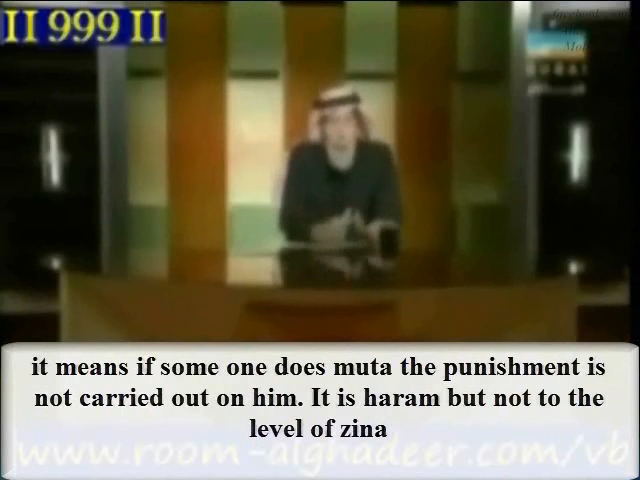 II 999 II
DUBAI
it means if some one does muta the punishment is
not carried out on him. It is haram but not to the
level of zina
www.room-alghadeer.com/vb